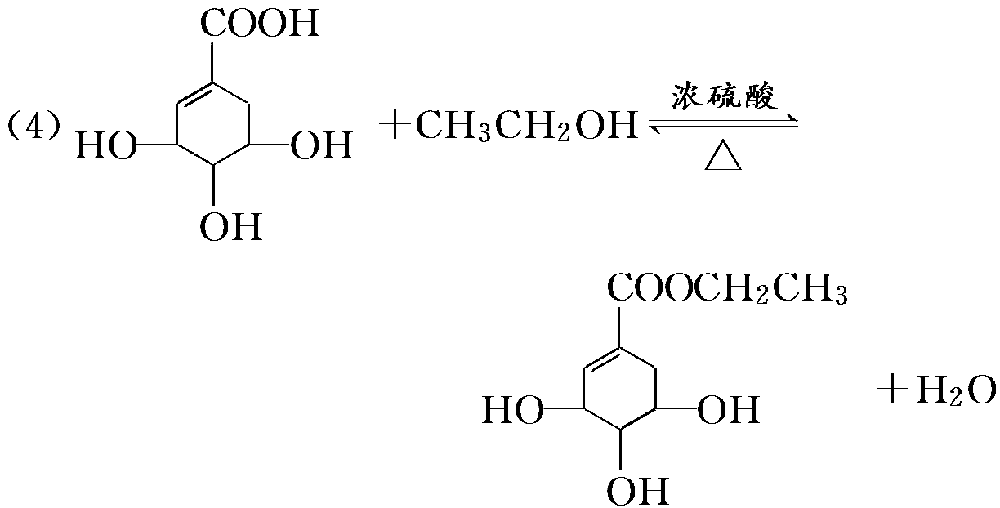 COOH
(4) HO OH +CH3CH2OH 浓硫酸 △
OH
COOCH2CH3
HO OH +H2O
OH